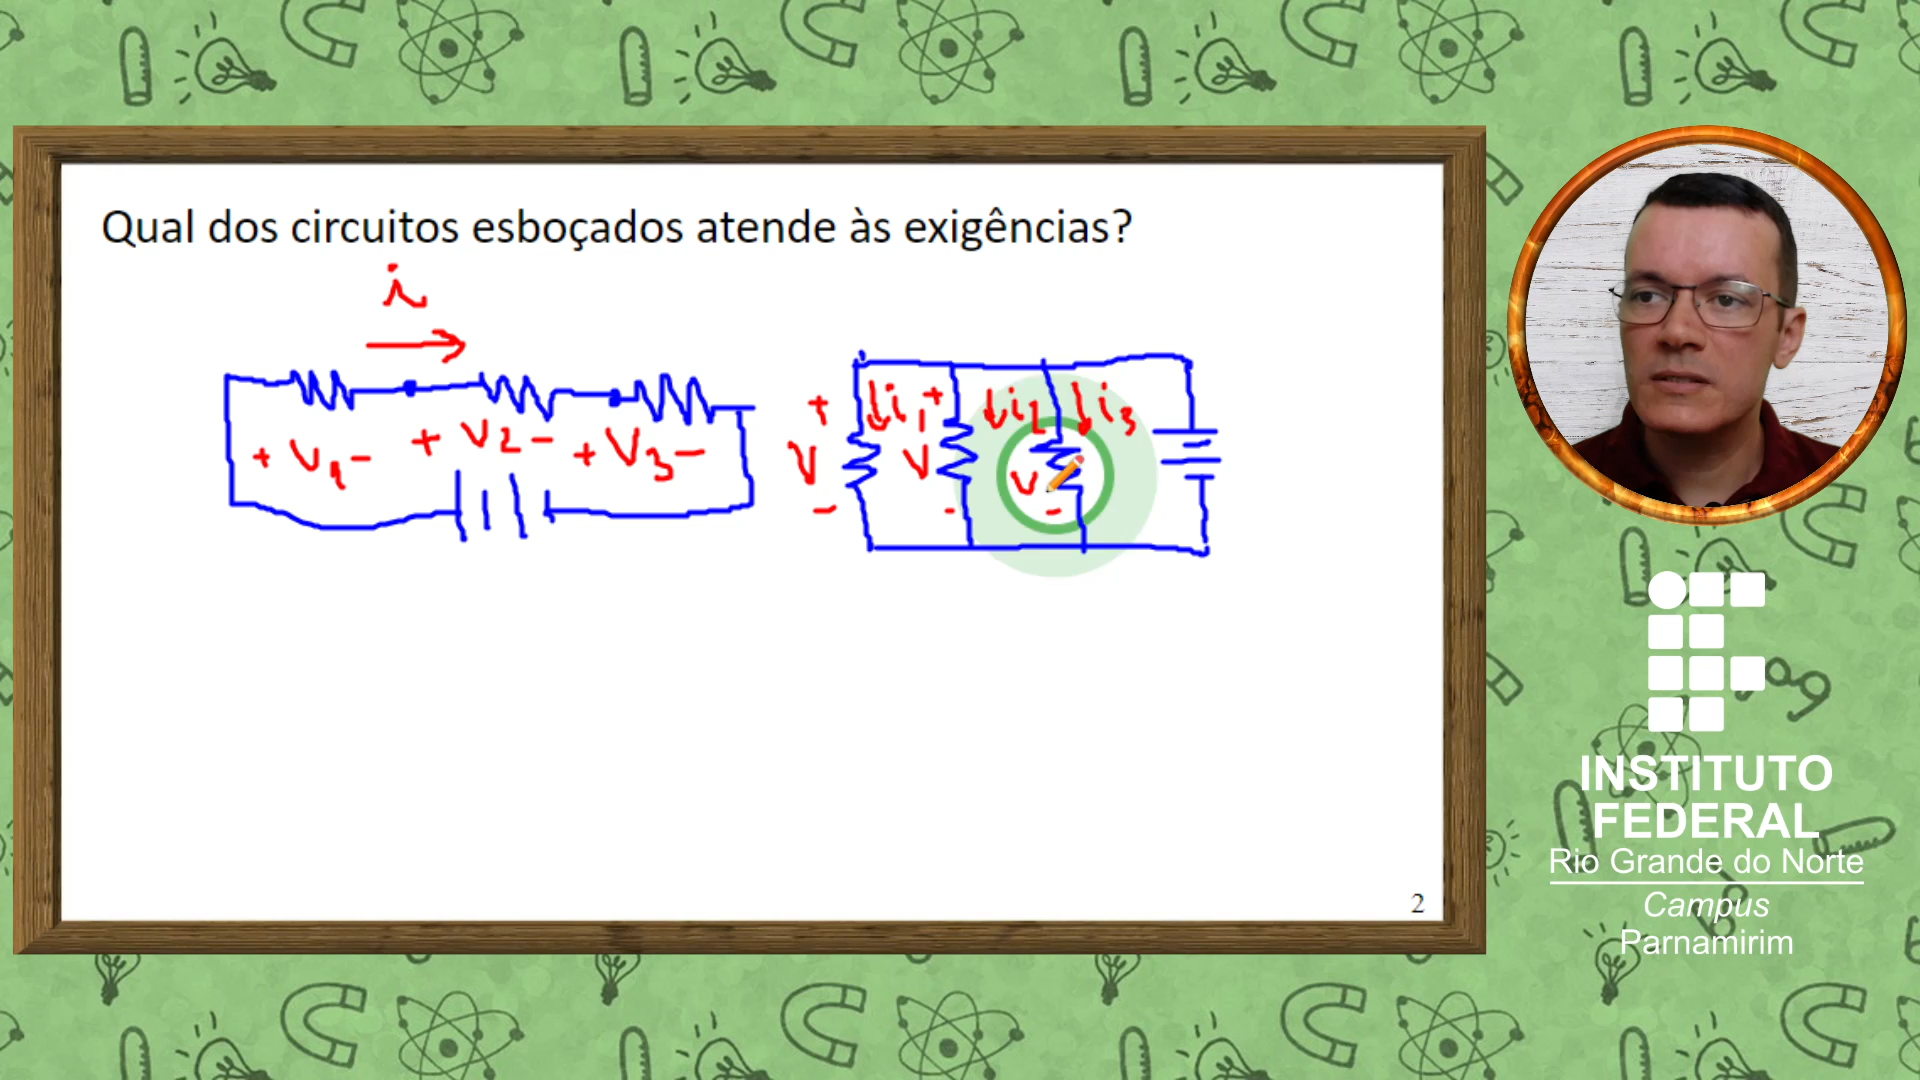 Qual dos circuitos esboçados atende às exigências?
i
+ V1 -
+ V2 -
+ V3 -
+ V -
i1
+ V -
i2
V -
i3
2
INSTITUTO
FEDERAL
Rio Grande do Norte
Campus
Parnamirim